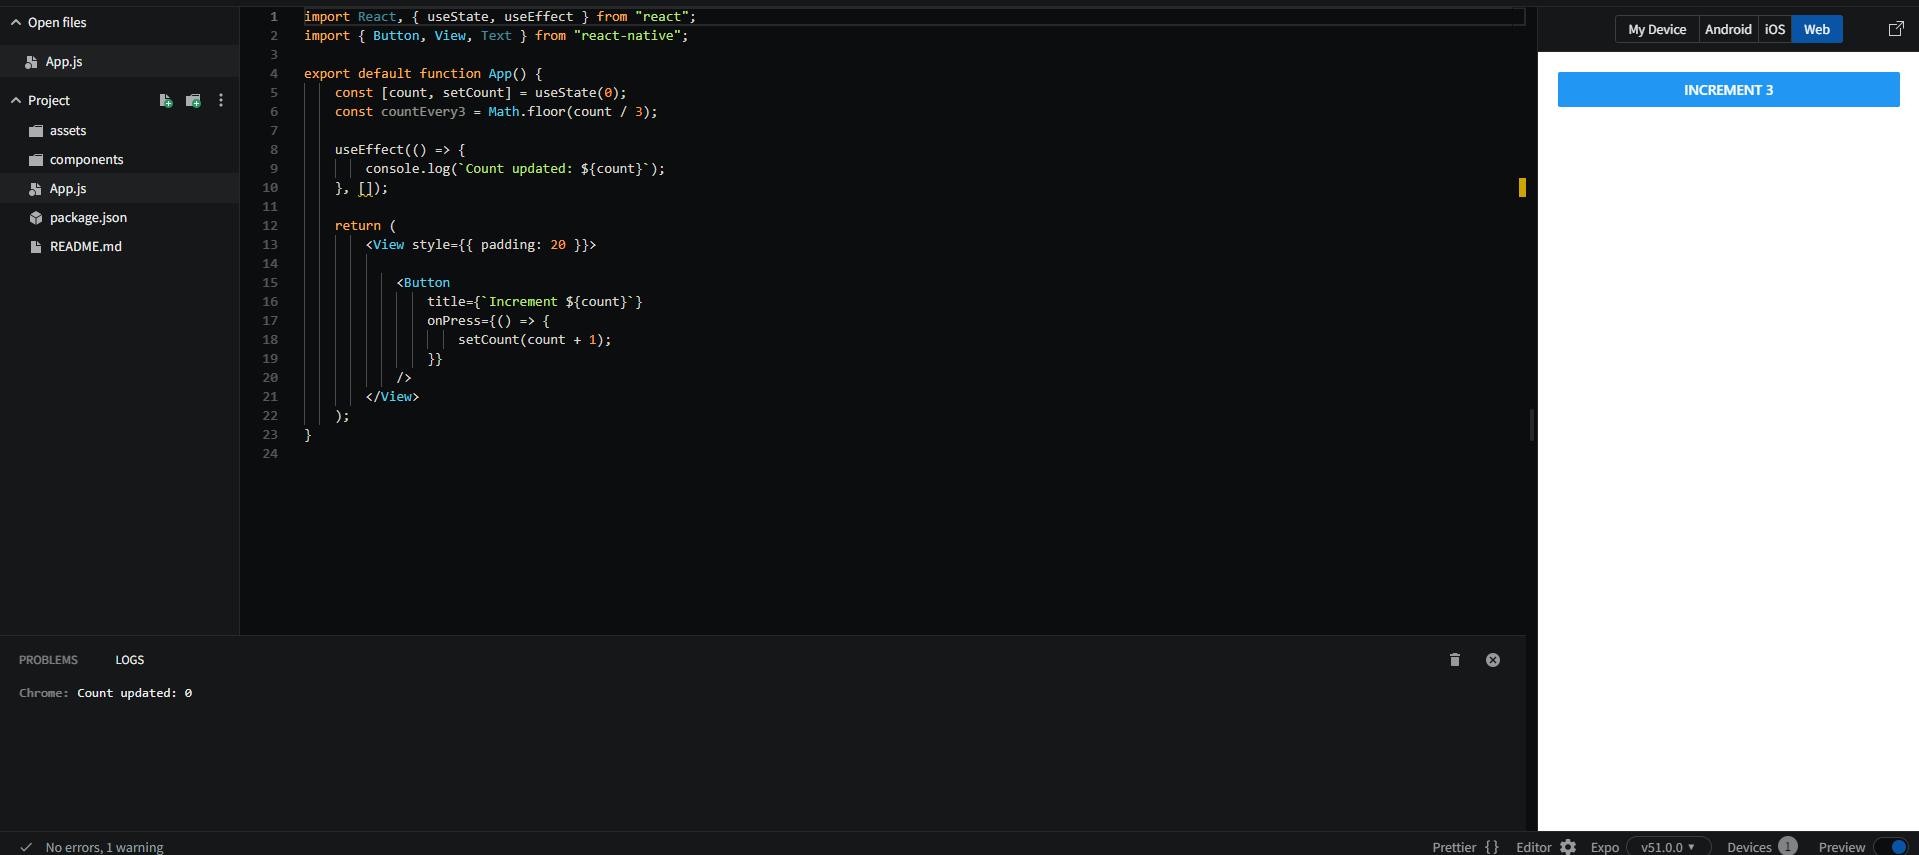 Open files
App.js
Project
assets
components
App.js
package.json
README.md
1 import React, { useState, useEffect } from "react";
2 import { Button, View, Text } from "react-native";
3
4 export default function App() {
5 const [count, setCount] = useState(0);
6 const countEvery3 = Math.floor(count / 3);
7
8 useEffect(() => {
9 console.log(`Count updated: ${count}`);
10 }, []);
11
12 return (
13 <View style={{ padding: 20 }}>
14
15 <Button
16 title={`Increment ${count}`}
17 onPress={() => {
18 setCount(count + 1);
19 }}
20 />
21 </View>
22 );
23 }
24
My Device Android iOS Web
INCREMENT 3
PROBLEMS LOGS
Chrome: Count updated: 0
No errors, 1 warning
Prettier {} Editor Expo v51.0.0 ▾ Devices 1 Preview